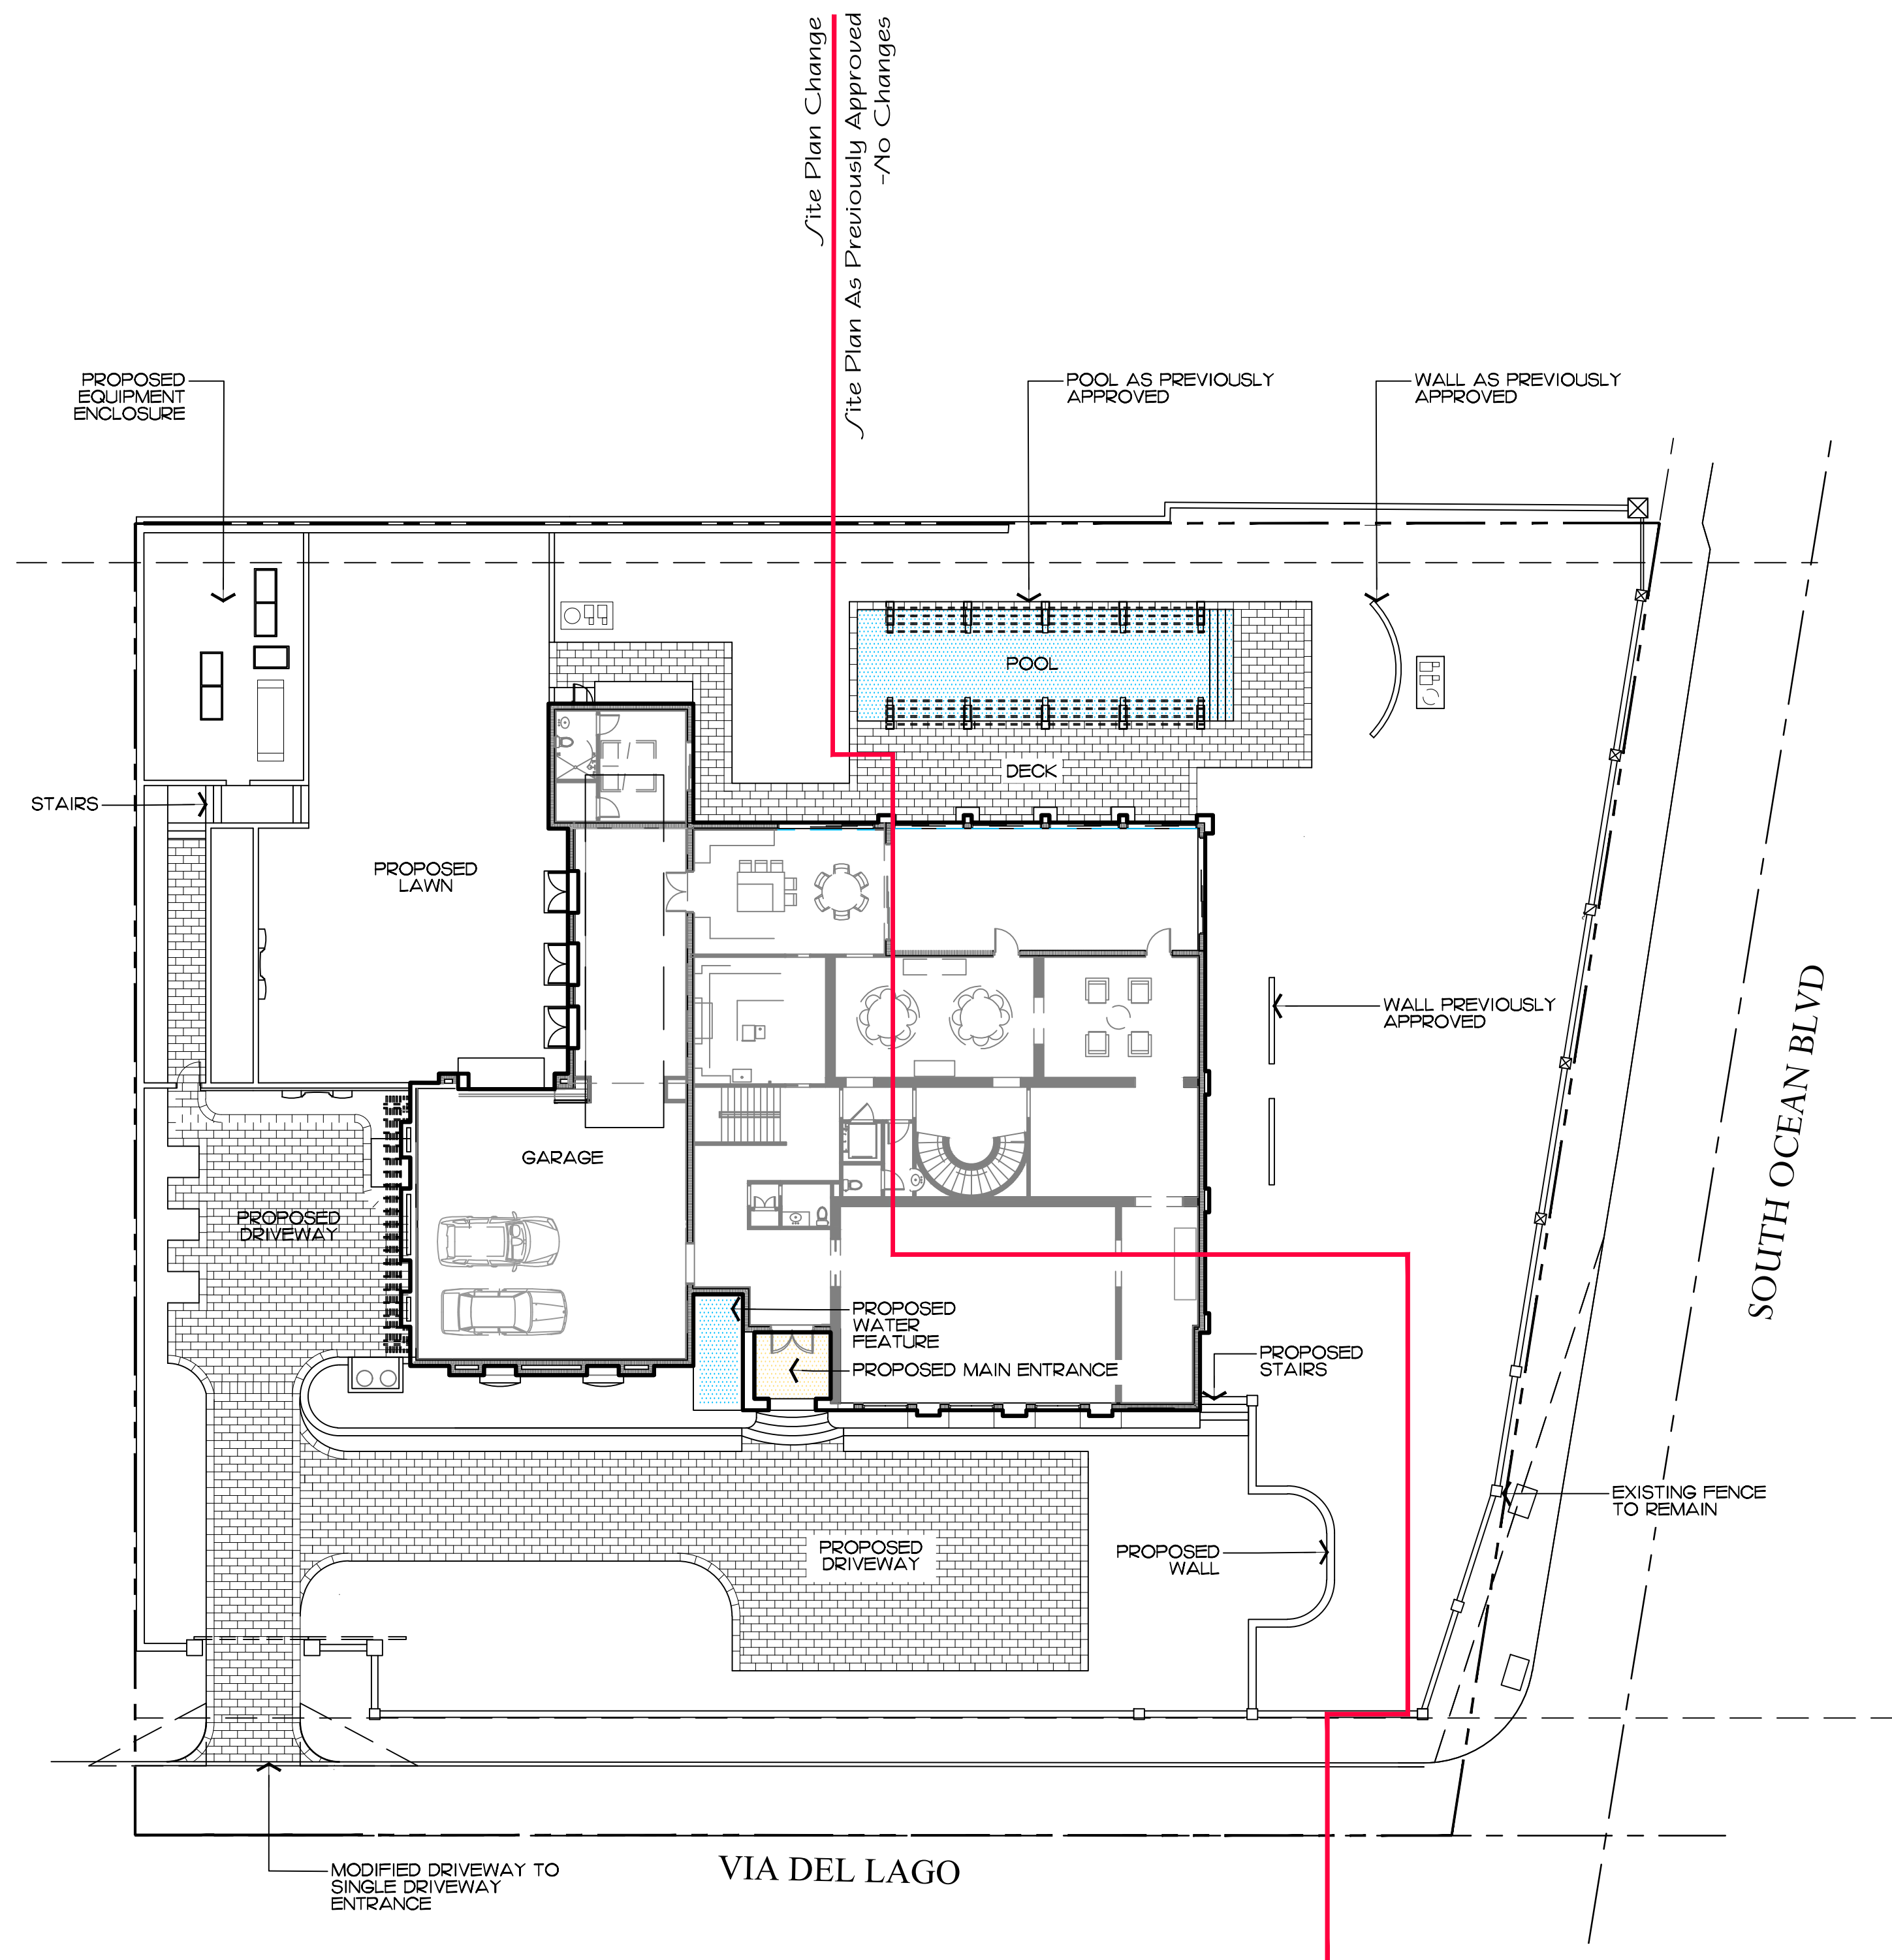 Site Plan Change
Site Plan As Previously Approved
-No Changes
PROPOSED
EQUIPMENT
ENCLOSURE
POOL AS PREVIOUSLY
APPROVED
WALL AS PREVIOUSLY
APPROVED
POOL
DECK
STAIRS
PROPOSED
LAWN
WALL PREVIOUSLY
APPROVED
SOUTH OCEAN BLVD
GARAGE
PROPOSED
DRIVEWAY
PROPOSED
WATER
FEATURE
PROPOSED MAIN ENTRANCE
PROPOSED
STAIRS
EXISTING FENCE
TO REMAIN
PROPOSED
DRIVEWAY
PROPOSED
WALL
MODIFIED DRIVEWAY TO
SINGLE DRIVEWAY
ENTRANCE
VIA DEL LAGO